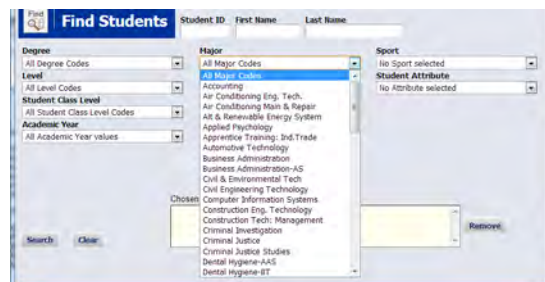 Find
Find Students
Student ID First Name Last Name
Degree
All Degree Codes
Level
All Level Codes
Student Class Level
All Student Class Level Codes
Academic Year
All Academic Year values
Major
All Major Codes
All Major Codes
Accounting
Air Conditioning Eng. Tech.
Air Conditioning Main & Repair
Alt & Renewable Energy System
Applied Psychology
Apprentice Training: Ind.Trade
Automotive Technology
Business Administration
Business Administration-AS
Civil & Environmental Tech
Civil Engineering Technology
Computer Information Systems
Construction Eng. Technology
Construction Tech: Management
Criminal Investigation
Criminal Justice
Criminal Justice Studies
Dental Hygiene-AAS
Dental Hygiene-BT
Sport
No Sport selected
Student Attribute
No Attribute selected
Chosen
Remove
Search Clear